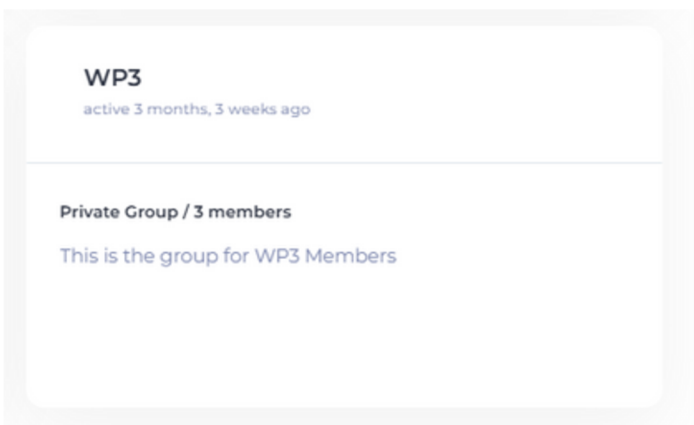 WP3
active 3 months, 3 weeks ago
Private Group / 3 members
This is the group for WP3 Members